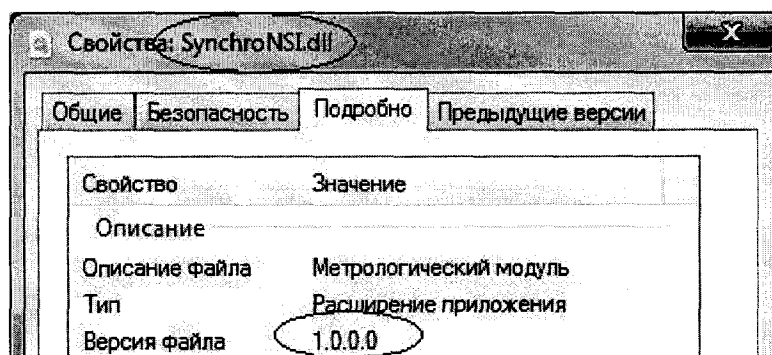 Свойства: SynchroNSI.dll
X
Общие Безопасность Подробно Предыдущие версии
Свойство Значение
Описание
Описание файла Метрологический модуль
Тип Расширение приложения
Версия файла 1.0.0.0